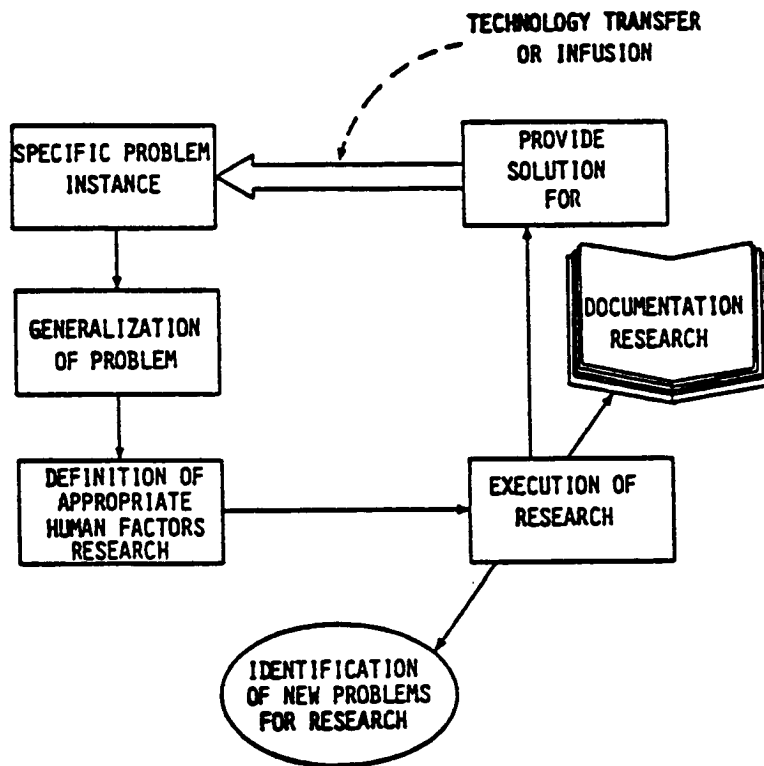 TECHNOLOGY TRANSFER
OR INFUSION
SPECIFIC PROBLEM
INSTANCE
PROVIDE
SOLUTION
FOR
GENERALIZATION
OF PROBLEM
DOCUMENTATION
RESEARCH
DEFINITION OF
APPROPRIATE
HUMAN FACTORS
RESEARCH
EXECUTION OF
RESEARCH
IDENTIFICATION
OF NEW PROBLEMS
FOR RESEARCH